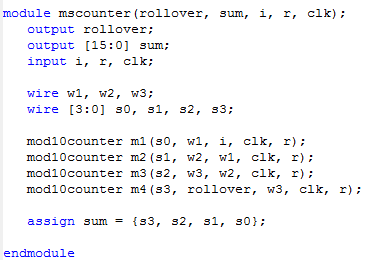 module mscounter(rollover, sum, i, r, clk);
output rollover;
output [15:0] sum;
input i, r, clk;
wire w1, w2, w3;
wire [3:0] s0, s1, s2, s3;
mod10counter m1(s0, w1, i, clk, r);
mod10counter m2(s1, w2, w1, clk, r);
mod10counter m3(s2, w3, w2, clk, r);
mod10counter m4(s3, rollover, w3, clk, r);
assign sum = {s3, s2, s1, s0};
endmodule